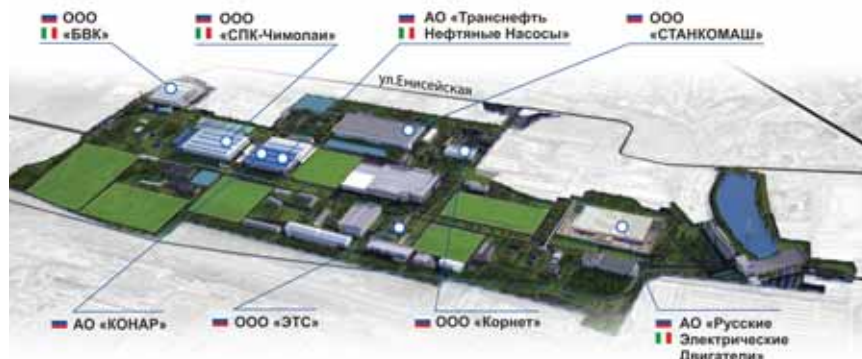 ООО
«БВК»
ООО
«СПК-Чимолаи»
АО «Транснефть
Нефтяные Насосы»
ООО
«СТАНКОМАШ»
ул.Енисейская
АО «КОНАР»
ООО «ЭТС»
ООО «Корнет»
АО «Русские
Электрические
Двигатели»